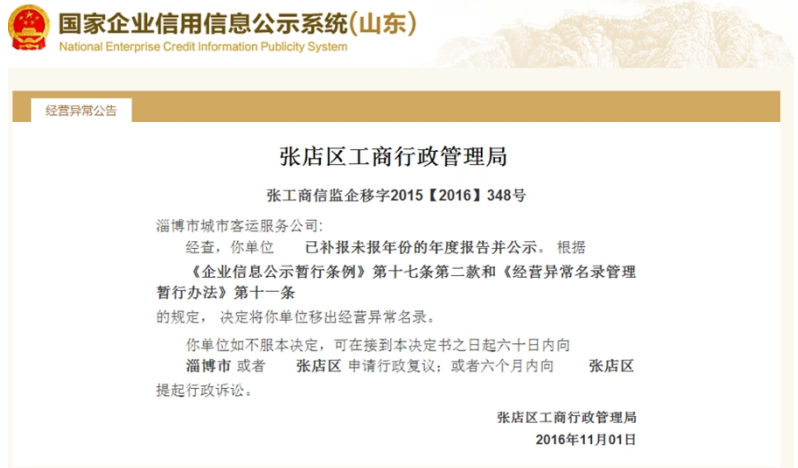 国家企业信用信息公示系统(山东)
National Enterprise Credit Information Publicity System
经营异常公告
张店区工商行政管理局
张工商信监企移字2015【2016】348号
淄博市城市客运服务公司:
经查，你单位 已补报未报年份的年度报告并公示。根据
《企业信息公示暂行条例》第十七条第二款和《经营异常名录管理
暂行办法》第十一条
的规定， 决定将你单位移出经营异常名录。
你单位如不服本决定，可在接到本决定书之日起六十日内向
淄博市 或者 张店区 申请行政复议；或者六个月内向 张店区
提起行政诉讼。
张店区工商行政管理局
2016年11月01日